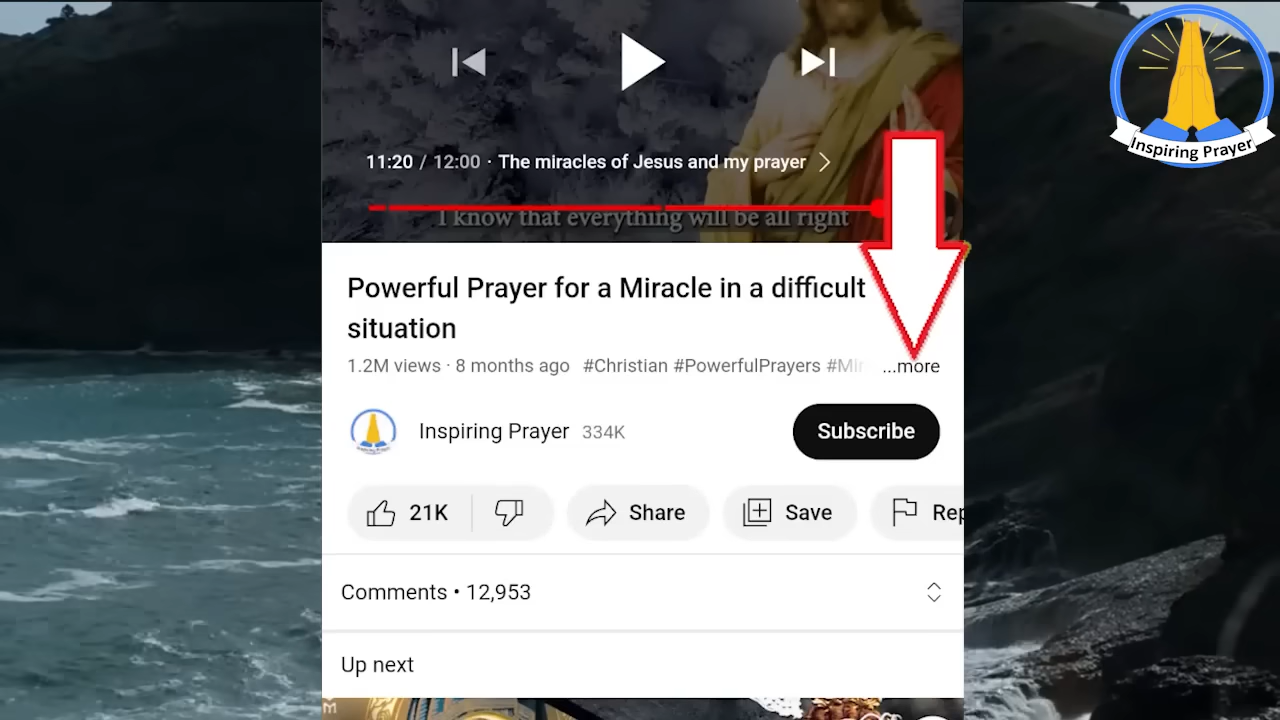 Inspiring Prayer
11:20 / 12:00 · The miracles of Jesus and my prayer
I know that everything will be all right
Powerful Prayer for a Miracle in a difficult
situation
1.2M views · 8 months ago #Christian #PowerfulPrayers ...more
Inspiring Prayer 334K
Subscribe
21K
Share
Save
Comments • 12,953
Up next